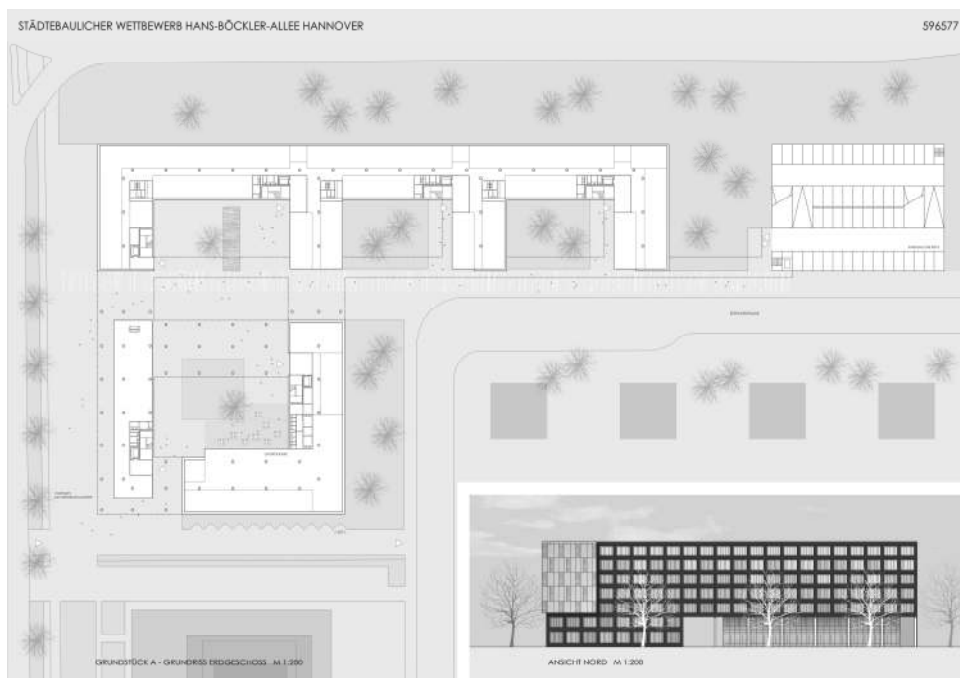 STÄDTEBAULICHER WETTBEWERB HANS-BÖCKLER-ALLEE HANNOVER
596577
GRUNDSTÜCK A - GRUNDRISS ERDGESCHOSS M 1:200
ANSICHT NORD M 1:200